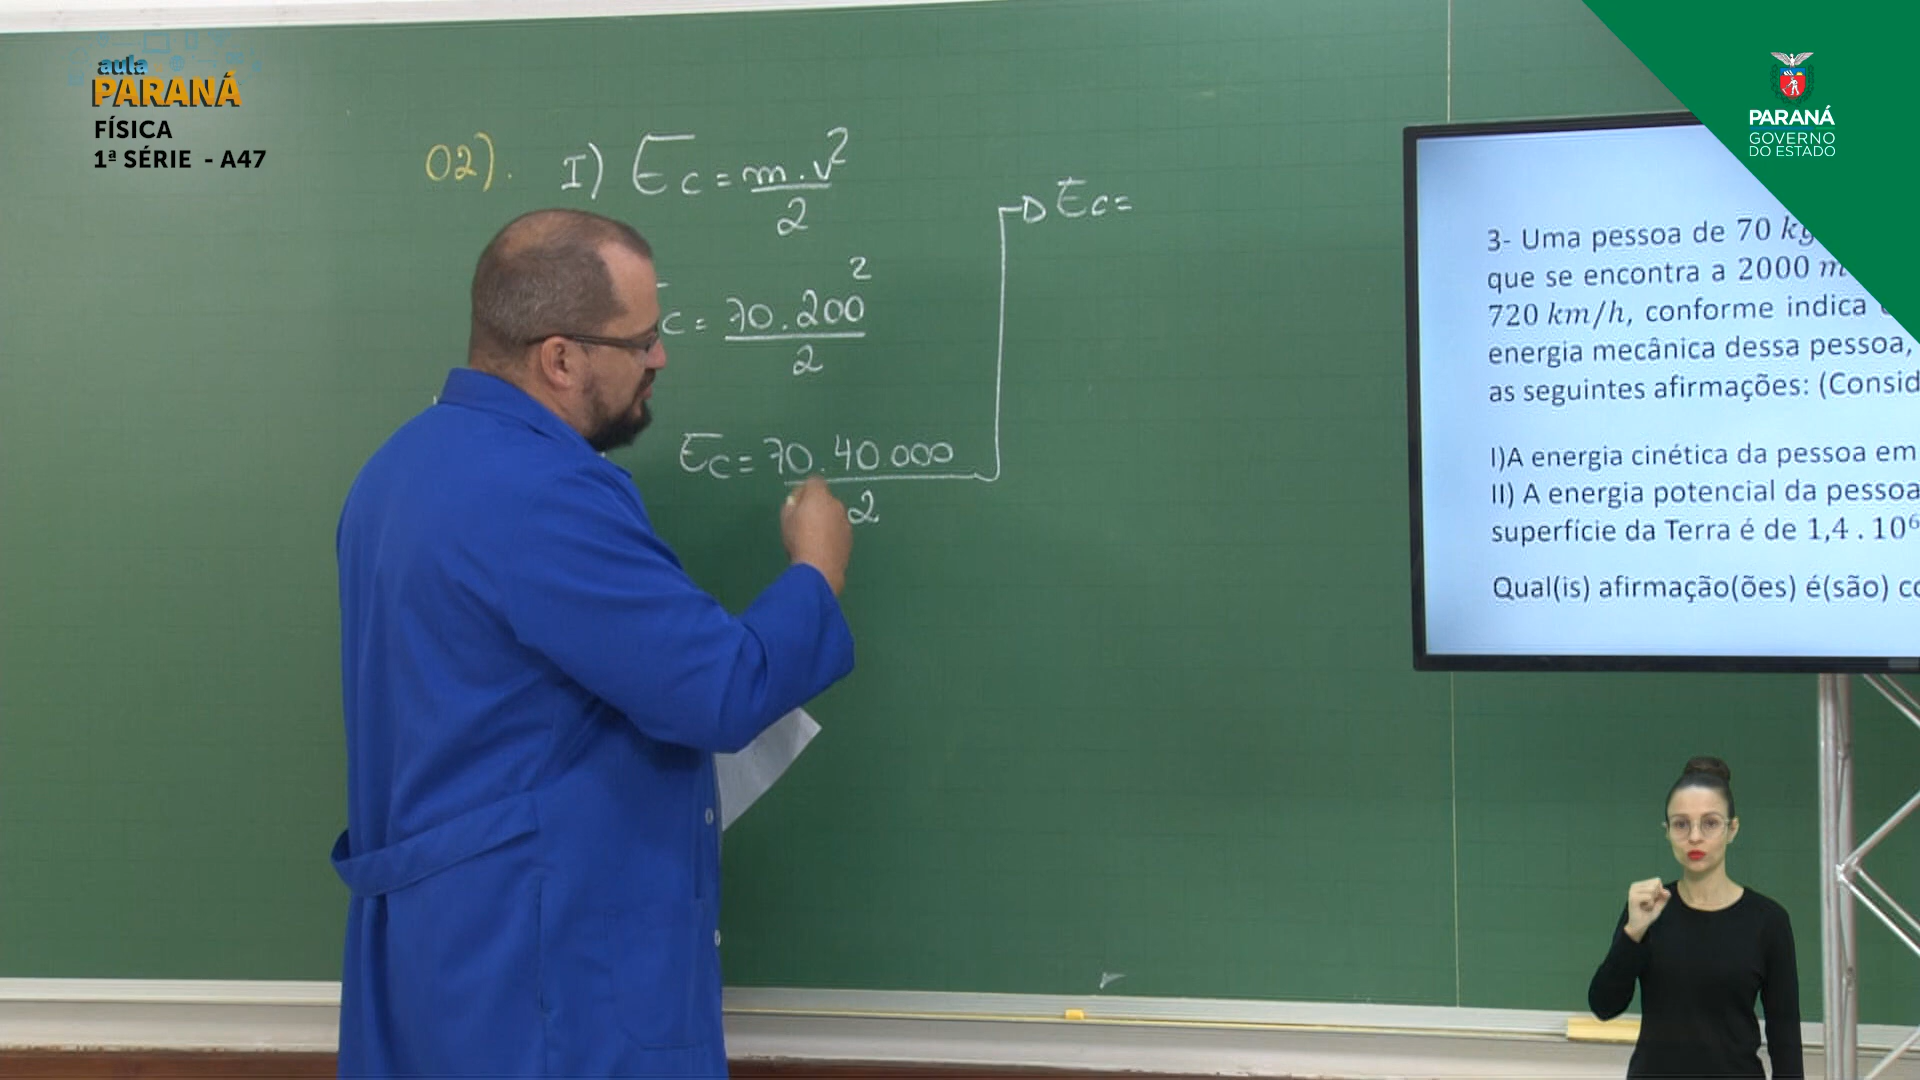 aula
PARANÁ
FÍSICA
1ª SÉRIE - A47
02). I) Ec = m.v²/2
c = 70.200²/2
Ec = 70.40.000/2
Ec =
3- Uma pessoa de 70
que se encontra a 2000 m
720 km/h, conforme indica
energia mecânica dessa pessoa,
as seguintes afirmações: (Consid
I)A energia cinética da pessoa em
II) A energia potencial da pessoa
superfície da Terra é de 1,4 . 10⁶
Qual(is) afirmação(ões) é(são) co
PARANÁ
GOVERNO
DO ESTADO